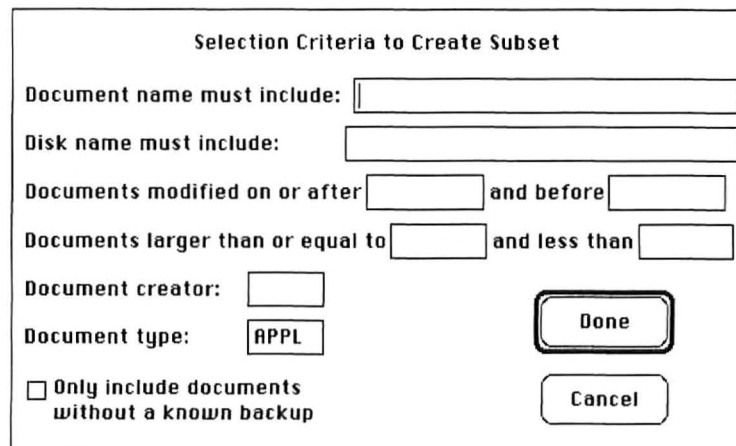 Selection Criteria to Create Subset
Document name must include:
Disk name must include:
Documents modified on or after and before
Documents larger than or equal to and less than
Document creator:
Document type: APPL
Done
Only include documents
without a known backup
Cancel